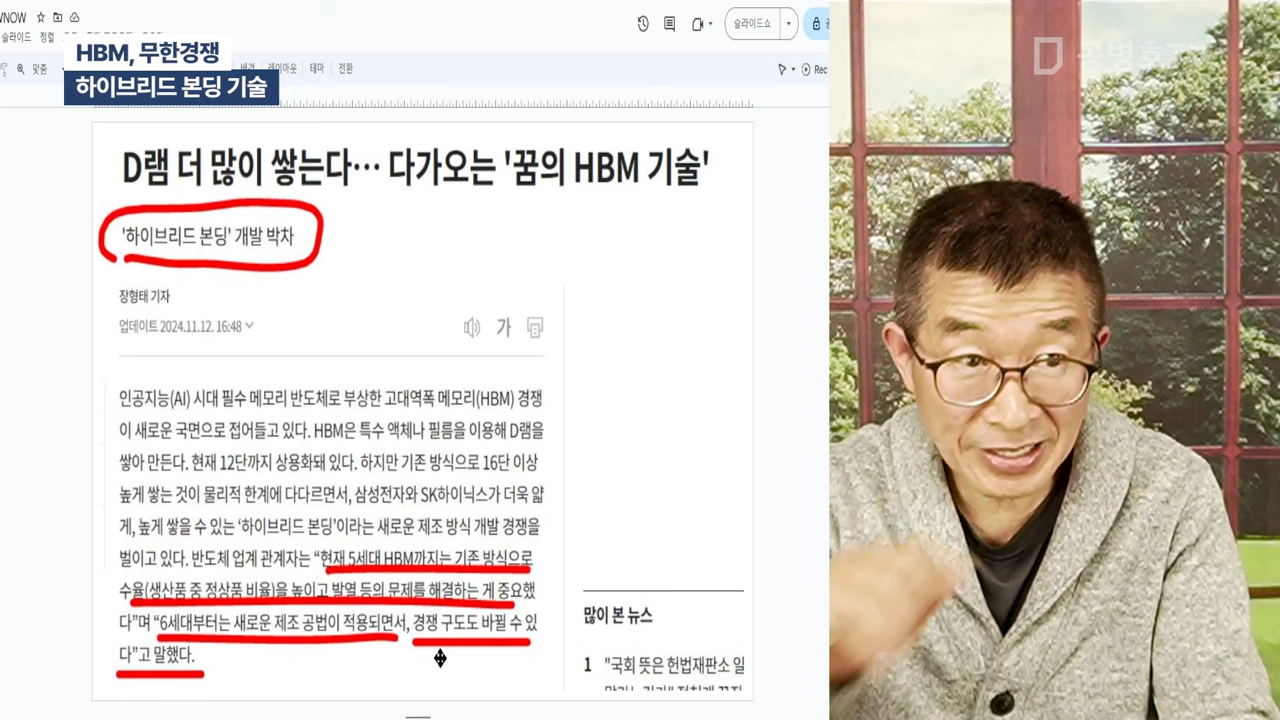 슬라이드 정렬
슬라이드쇼
HBM, 무한경쟁
하이브리드 본딩 기술
맞춤
배경 레이아웃 테마 전환
Rec
D램 더 많이 쌓는다… 다가오는 '꿈의 HBM 기술'
'하이브리드 본딩' 개발 박차
장형태 기자
업데이트 2024.11.12. 16:48
가
인공지능(AI) 시대 필수 메모리 반도체로 부상한 고대역폭 메모리(HBM) 경쟁
이 새로운 국면으로 접어들고 있다. HBM은 특수 액체나 필름을 이용해 D램을
쌓아 만든다. 현재 12단까지 상용화돼 있다. 하지만 기존 방식으로 16단 이상
높게 쌓는 것이 물리적 한계에 다다르면서, 삼성전자와 SK하이닉스가 더욱 얇
게, 높게 쌓을 수 있는 ‘하이브리드 본딩’이라는 새로운 제조 방식 개발 경쟁을
벌이고 있다. 반도체 업계 관계자는 “현재 5세대 HBM까지는 기존 방식으로
수율(생산품 중 정상품 비율)을 높이고 발열 등의 문제를 해결하는 게 중요했
다”며 “6세대부터는 새로운 제조 공법이 적용되면서, 경쟁 구도도 바뀔 수 있
다”고 말했다.
많이 본 뉴스
1 "국회 뜻은 헌법재판소 일